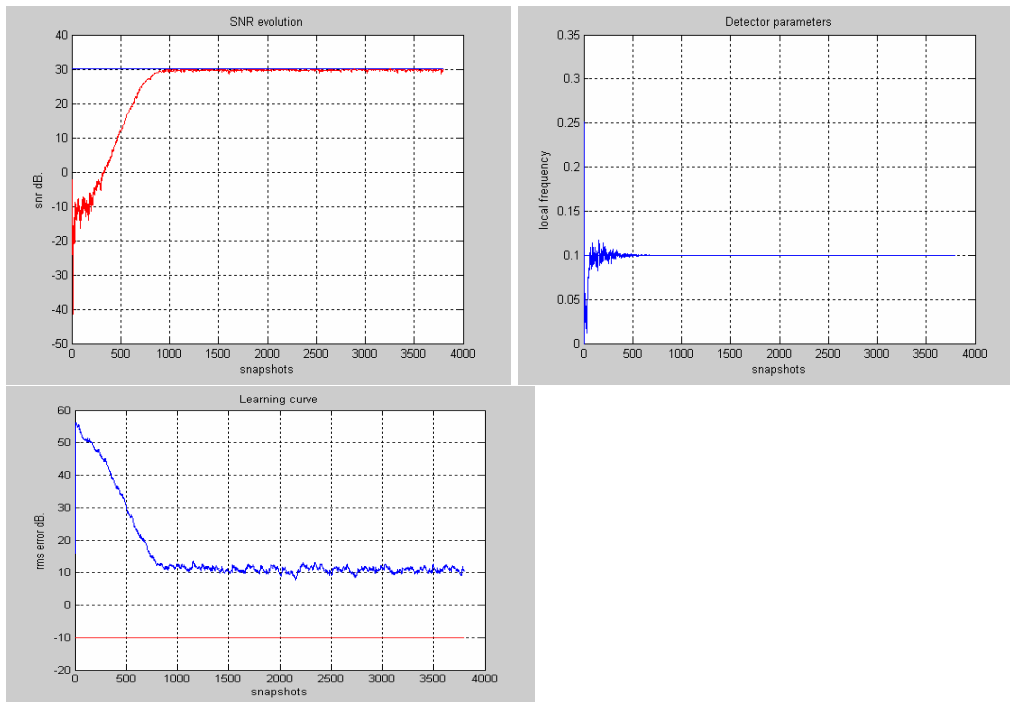 SNR evolution
40
30
20
10
0
-10
-20
-30
-40
-50
snr dB.
0 500 1000 1500 2000 2500 3000 3500 4000
snapshots
Detector parameters
0.35
0.3
0.25
0.2
0.15
0.1
0.05
0
local frequency
0 500 1000 1500 2000 2500 3000 3500 4000
snapshots
Learning curve
60
50
40
30
20
10
0
-10
-20
rms error dB.
0 500 1000 1500 2000 2500 3000 3500 4000
snapshots